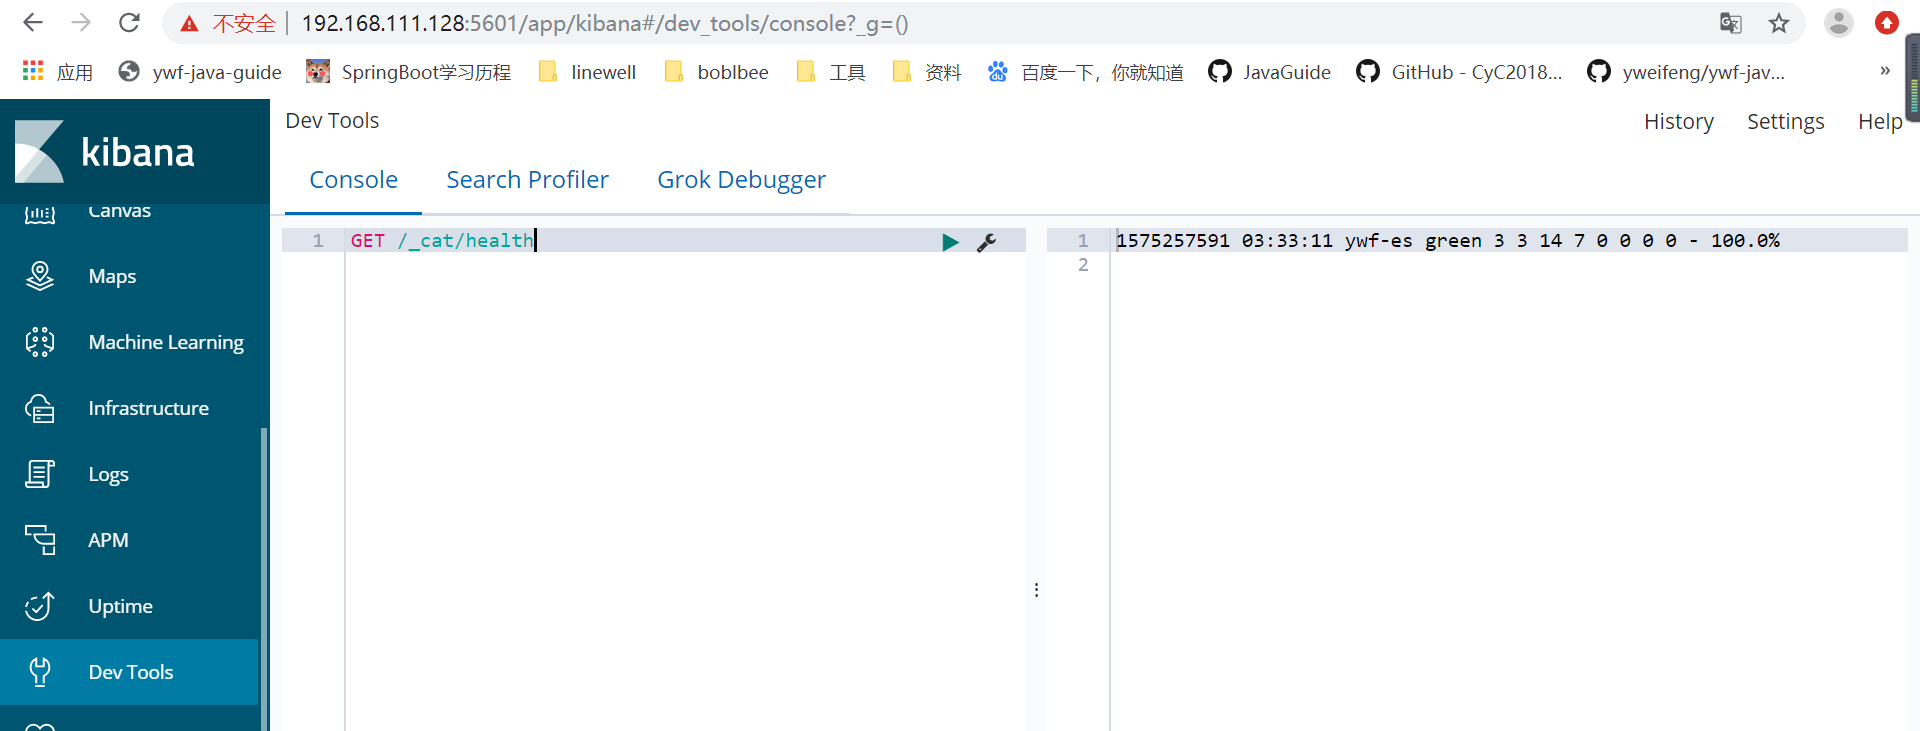 不安全 192.168.111.128:5601/app/kibana#/dev_tools/console?_g=()
应用 ywf-java-guide SpringBoot学习历程 linewell boblbee 工具 资料 百度一下，你就知道 JavaGuide GitHub - CyC2018... yweifeng/ywf-jav... »
kibana
Dev Tools
History Settings Help
Console Search Profiler Grok Debugger
Canvas
Maps
Machine Learning
Infrastructure
Logs
APM
Uptime
Dev Tools
1 GET /_cat/health
1 1575257591 03:33:11 ywf-es green 3 3 14 7 0 0 0 0 - 100.0%
2